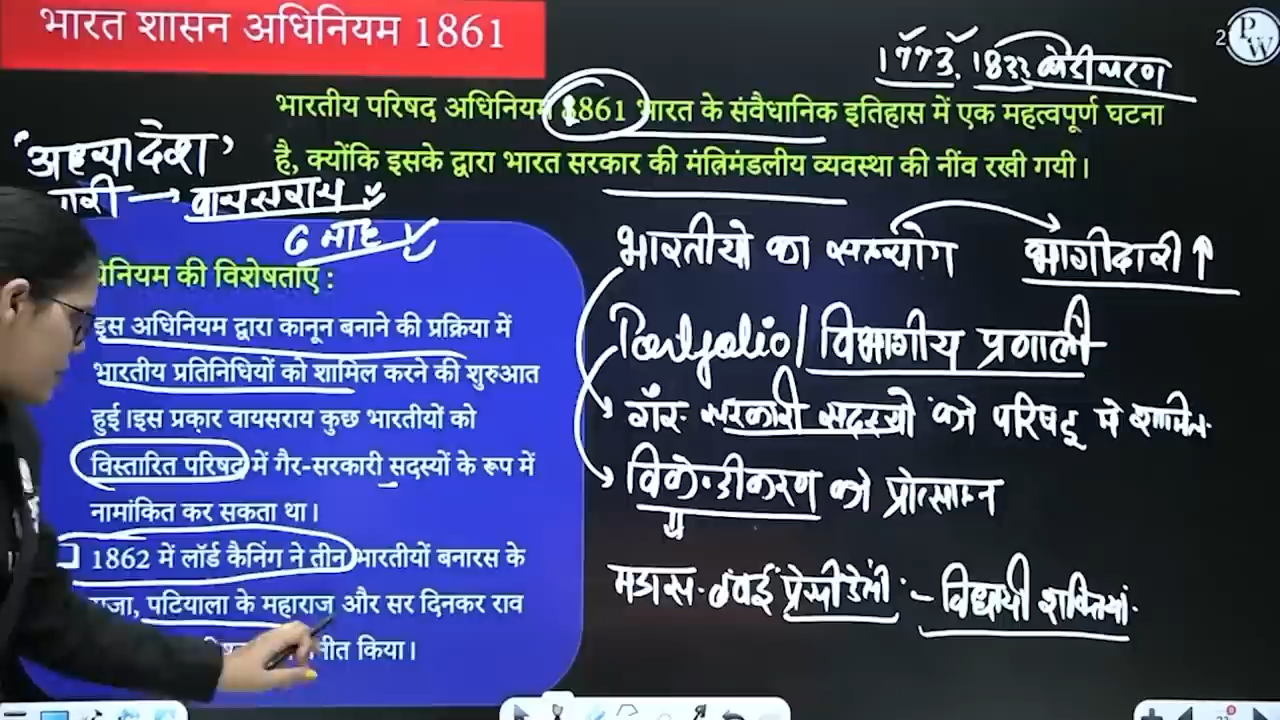 भारत शासन अधिनियम 1861
2
PW
1773, 1833 केन्द्रीकरण
भारतीय परिषद अधिनियम 1861 भारत के संवैधानिक इतिहास में एक महत्वपूर्ण घटना
है, क्योंकि इसके द्वारा भारत सरकार की मंत्रिमंडलीय व्यवस्था की नींव रखी गयी।
"अध्यादेश"
वायसराय
6 माह
भारतीयो का सहयोग भागीदारी ↑
Portfolio / विभागीय प्रणाली
गैर सरकारी सदस्यो को परिषद मे शामिल
विकेन्द्रीकरण को प्रोत्साहन
मद्रास बंबई प्रेसीडेंसी :- विधायी शक्तियां
की विशेषताएं :
इस अधिनियम द्वारा कानून बनाने की प्रक्रिया में
भारतीय प्रतिनिधियों को शामिल करने की शुरुआत
हुई।इस प्रकार वायसराय कुछ भारतीयों को
विस्तारित परिषद में गैर-सरकारी सदस्यों के रूप में
नामांकित कर सकता था।
1862 में लॉर्ड कैनिंग ने तीन भारतीयों बनारस के
पटियाला के महाराज और सर दिनकर राव
किया।